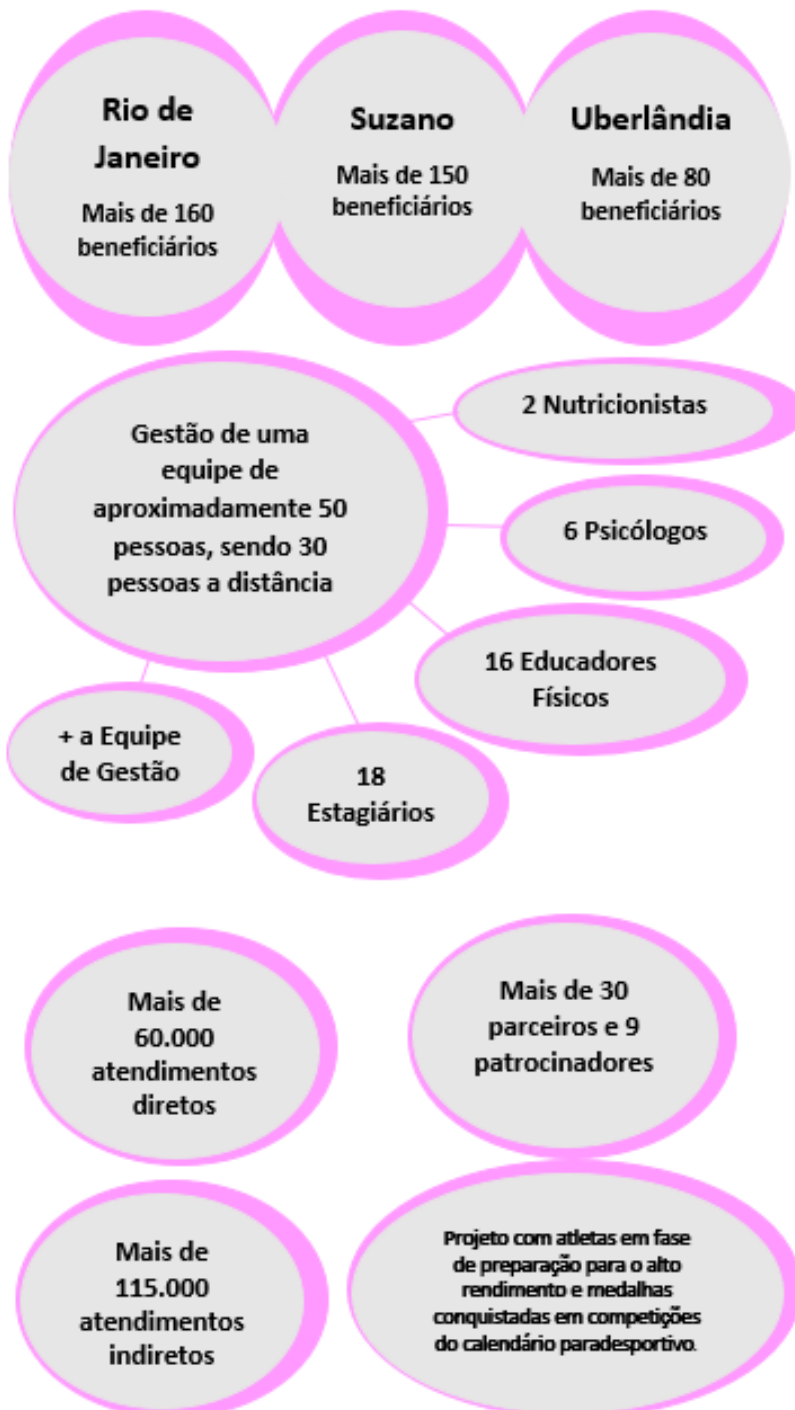 Rio de
Janeiro
Mais de 160
beneficiários
Suzano
Mais de 150
beneficiários
Uberlândia
Mais de 80
beneficiários
Gestão de uma
equipe de
aproximadamente 50
pessoas, sendo 30
pessoas a distância
2 Nutricionistas
6 Psicólogos
16 Educadores
Físicos
18
Estagiários
+ a Equipe
de Gestão
Mais de
60.000
atendimentos
diretos
Mais de 30
parceiros e 9
patrocinadores
Mais de
115.000
atendimentos
indiretos
Projeto com atletas em fase
de preparação para o alto
rendimento e medalhas
conquistadas em competições
do calendário paradesportivo.